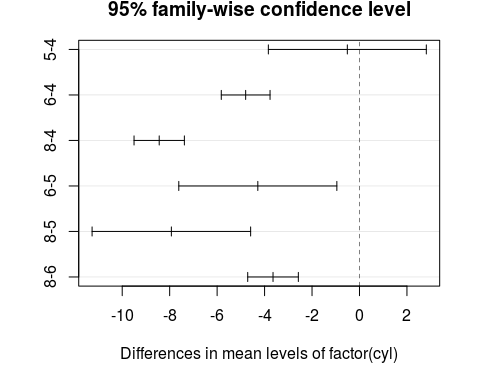 95% family-wise confidence level
5-4
6-4
8-4
6-5
8-5
8-6
-10 -8 -6 -4 -2 0 2
Differences in mean levels of factor(cyl)